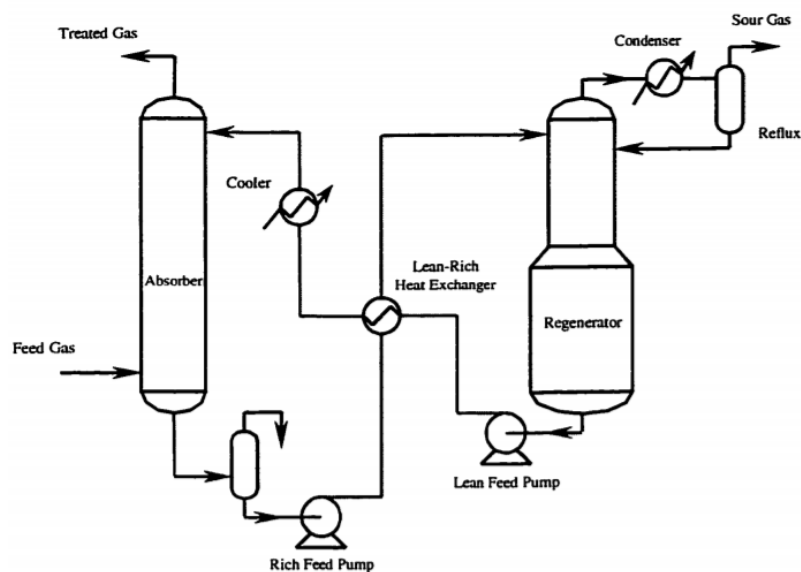 Treated Gas
Sour Gas
Condenser
Reflux
Cooler
Lean-Rich
Heat Exchanger
Absorber
Regenerator
Feed Gas
Lean Feed Pump
Rich Feed Pump